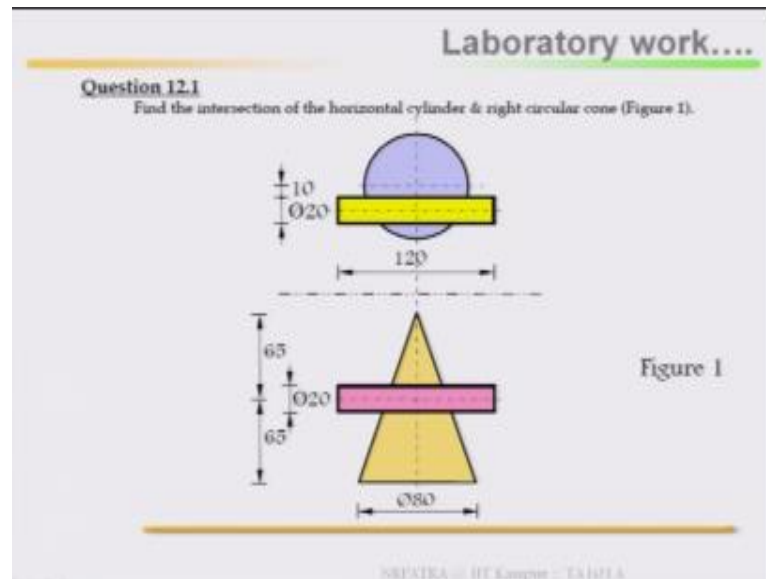 Laboratory work....
Question 12.1
Find the intersection of the horizontal cylinder & right circular cone (Figure 1).
10
Ø20
120
65
Figure 1
Ø20
65
Ø80